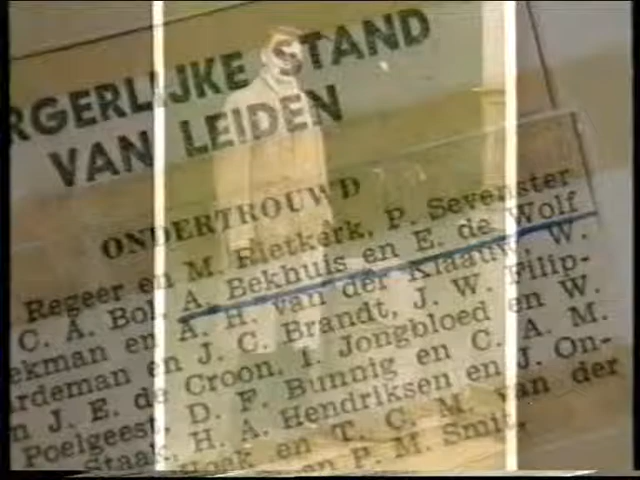 RGERLIJKE STAND
VAN LEIDEN
ONDERTROUWD
Regeer en M. Rietkerk, P. Sevenster
C. A. Bol, A. Bekhuis en E. de Wolf
ekman en A. H. van der Klaauw, W.
rdeman en J. C. Brandt, J. W. Filip-
n J. E. de Croon, I. Jongbloed en W.
Poelgeest, D. F. Bunnig en C. A. M.
Staak, H. A. Hendriksen en J. On-
Hoek en T. C. M. van der
en P. M. Smit,